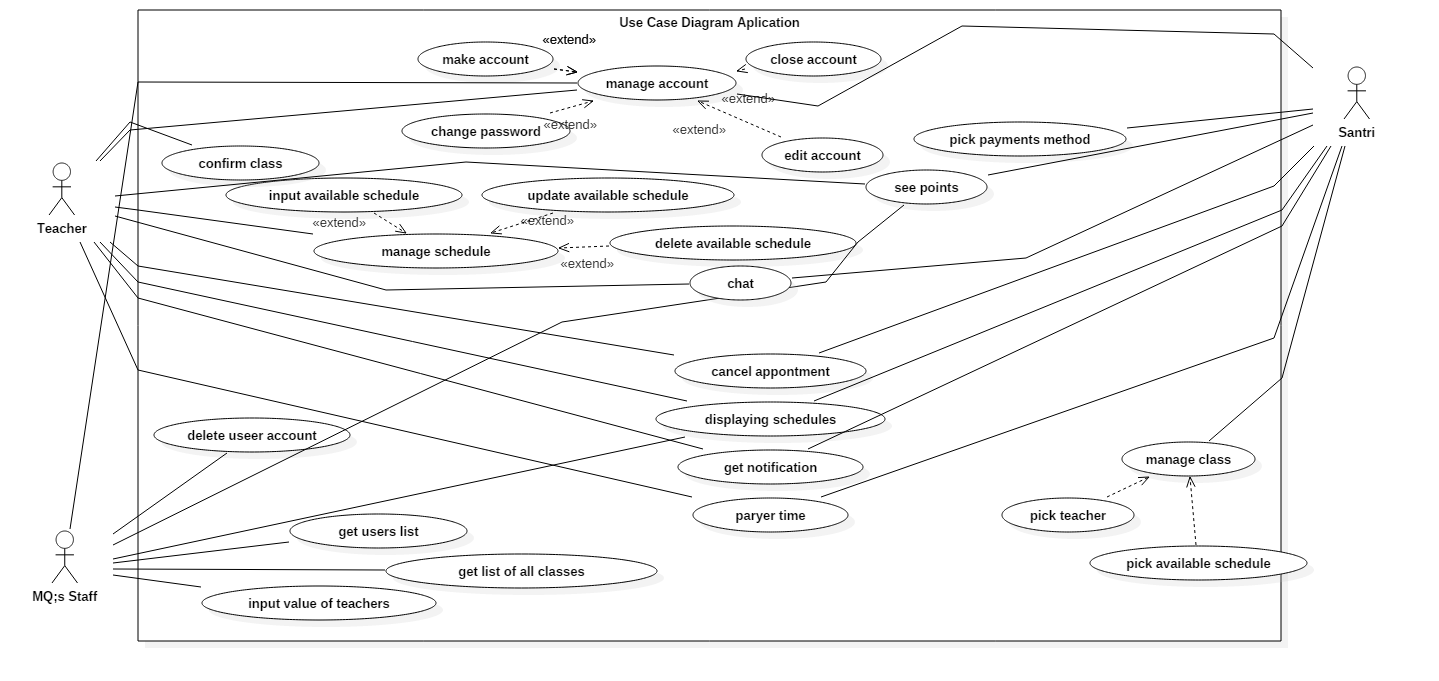 Use Case Diagram Aplication
«extend»
make account
close account
manage account
«extend»
change password
«extend»
«extend»
Santri
pick payments method
confirm class
edit account
see points
input available schedule
update available schedule
Teacher
«extend»
«extend»
manage schedule
delete available schedule
«extend»
chat
cancel appontment
displaying schedules
delete useer account
manage class
get notification
pick teacher
paryer time
get users list
pick available schedule
get list of all classes
MQ;s Staff
input value of teachers